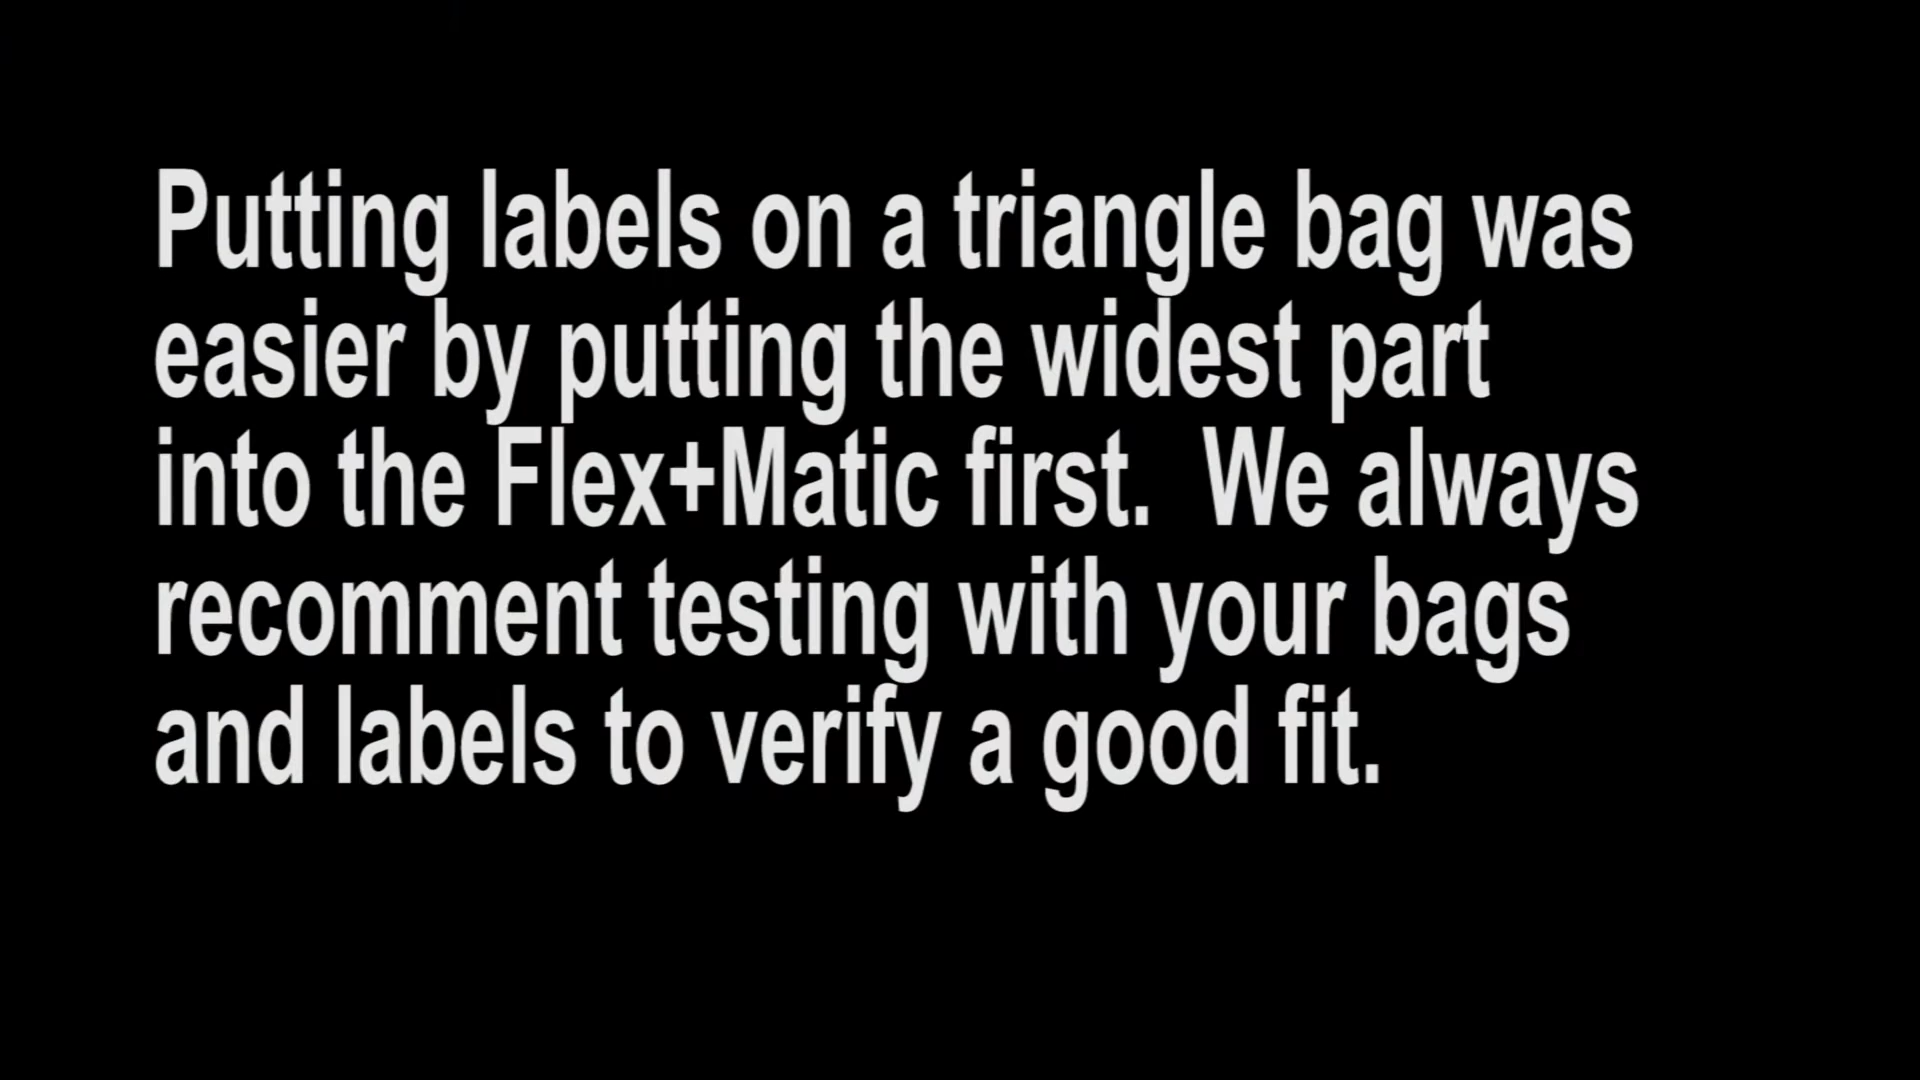 Putting labels on a triangle bag was
easier by putting the widest part
into the Flex+Matic first.  We always
recomment testing with your bags
and labels to verify a good fit.